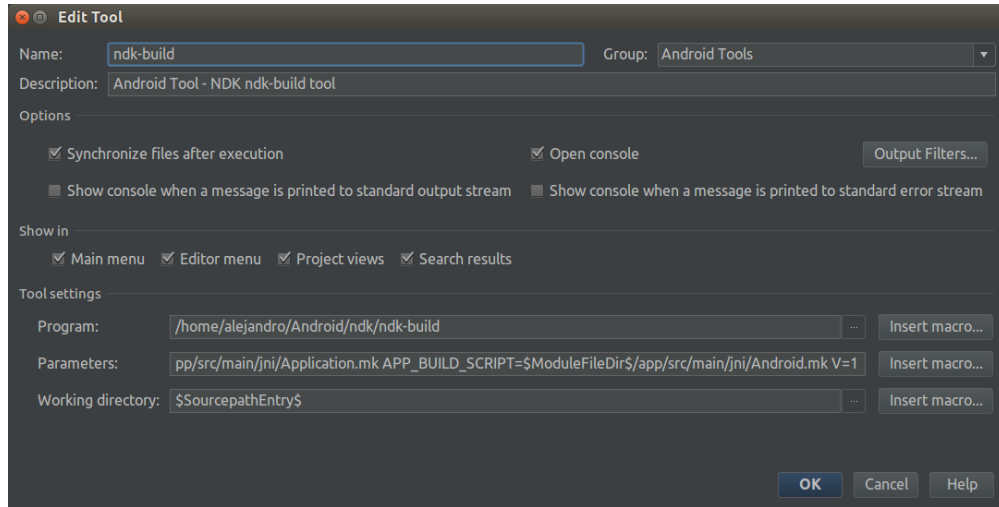 Edit Tool
Name: ndk-build Group: Android Tools
Description: Android Tool - NDK ndk-build tool
Options
Synchronize files after execution Open console Output Filters...
Show console when a message is printed to standard output stream Show console when a message is printed to standard error stream
Show in
Main menu Editor menu Project views Search results
Tool settings
Program: /home/alejandro/Android/ndk/ndk-build ... Insert macro...
Parameters: pp/src/main/jni/Application.mk APP_BUILD_SCRIPT=$ModuleFileDir$/app/src/main/jni/Android.mk V=1 Insert macro...
Working directory: $SourcepathEntry$ ... Insert macro...
OK Cancel Help